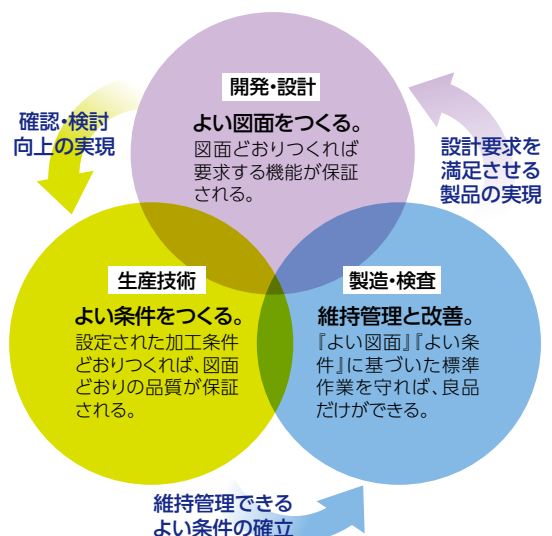 開発・設計
よい図面をつくる。
図面どおりつくれば
要求する機能が保証
される。
確認・検討
向上の実現
設計要求を
満足させる
製品の実現
生産技術
よい条件をつくる。
設定された加工条件
どおりつくれば、図面
どおりの品質が保証
される。
製造・検査
維持管理と改善。
『よい図面』『よい条
件』に基づいた標準
作業を守れば、良品
だけができる。
維持管理できる
よい条件の確立